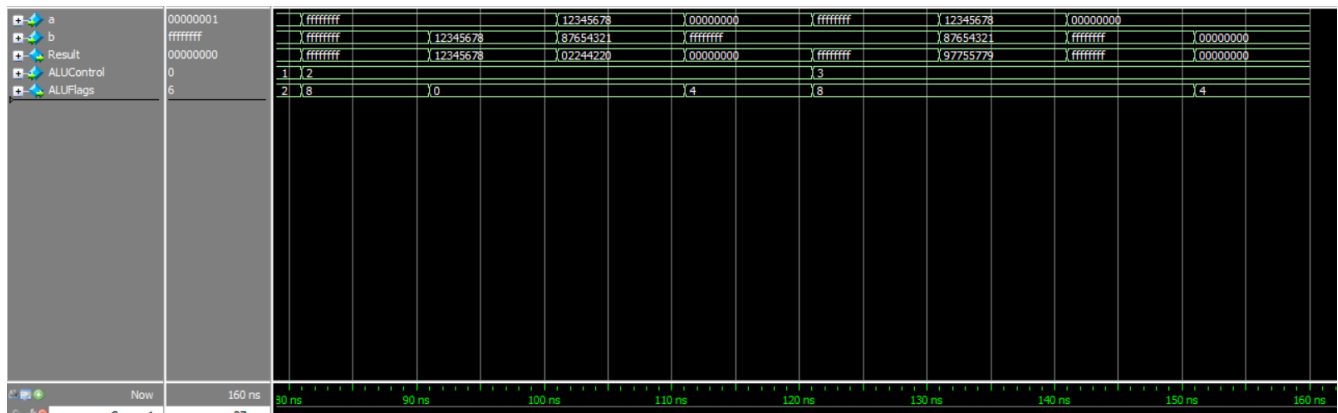 a 00000001 ffffffff 12345678 00000000 ffffffff 12345678 00000000
b ffffffff ffffffff 12345678 87654321 ffffffff 87654321 ffffffff 00000000
Result 00000000 ffffffff 12345678 02244220 00000000 ffffffff 97755779 ffffffff 00000000
ALUControl 0 1 2 3
ALUFlags 6 2 8 0 4 8 4
Now 160 ns 80 ns 90 ns 100 ns 110 ns 120 ns 130 ns 140 ns 150 ns 160 ns